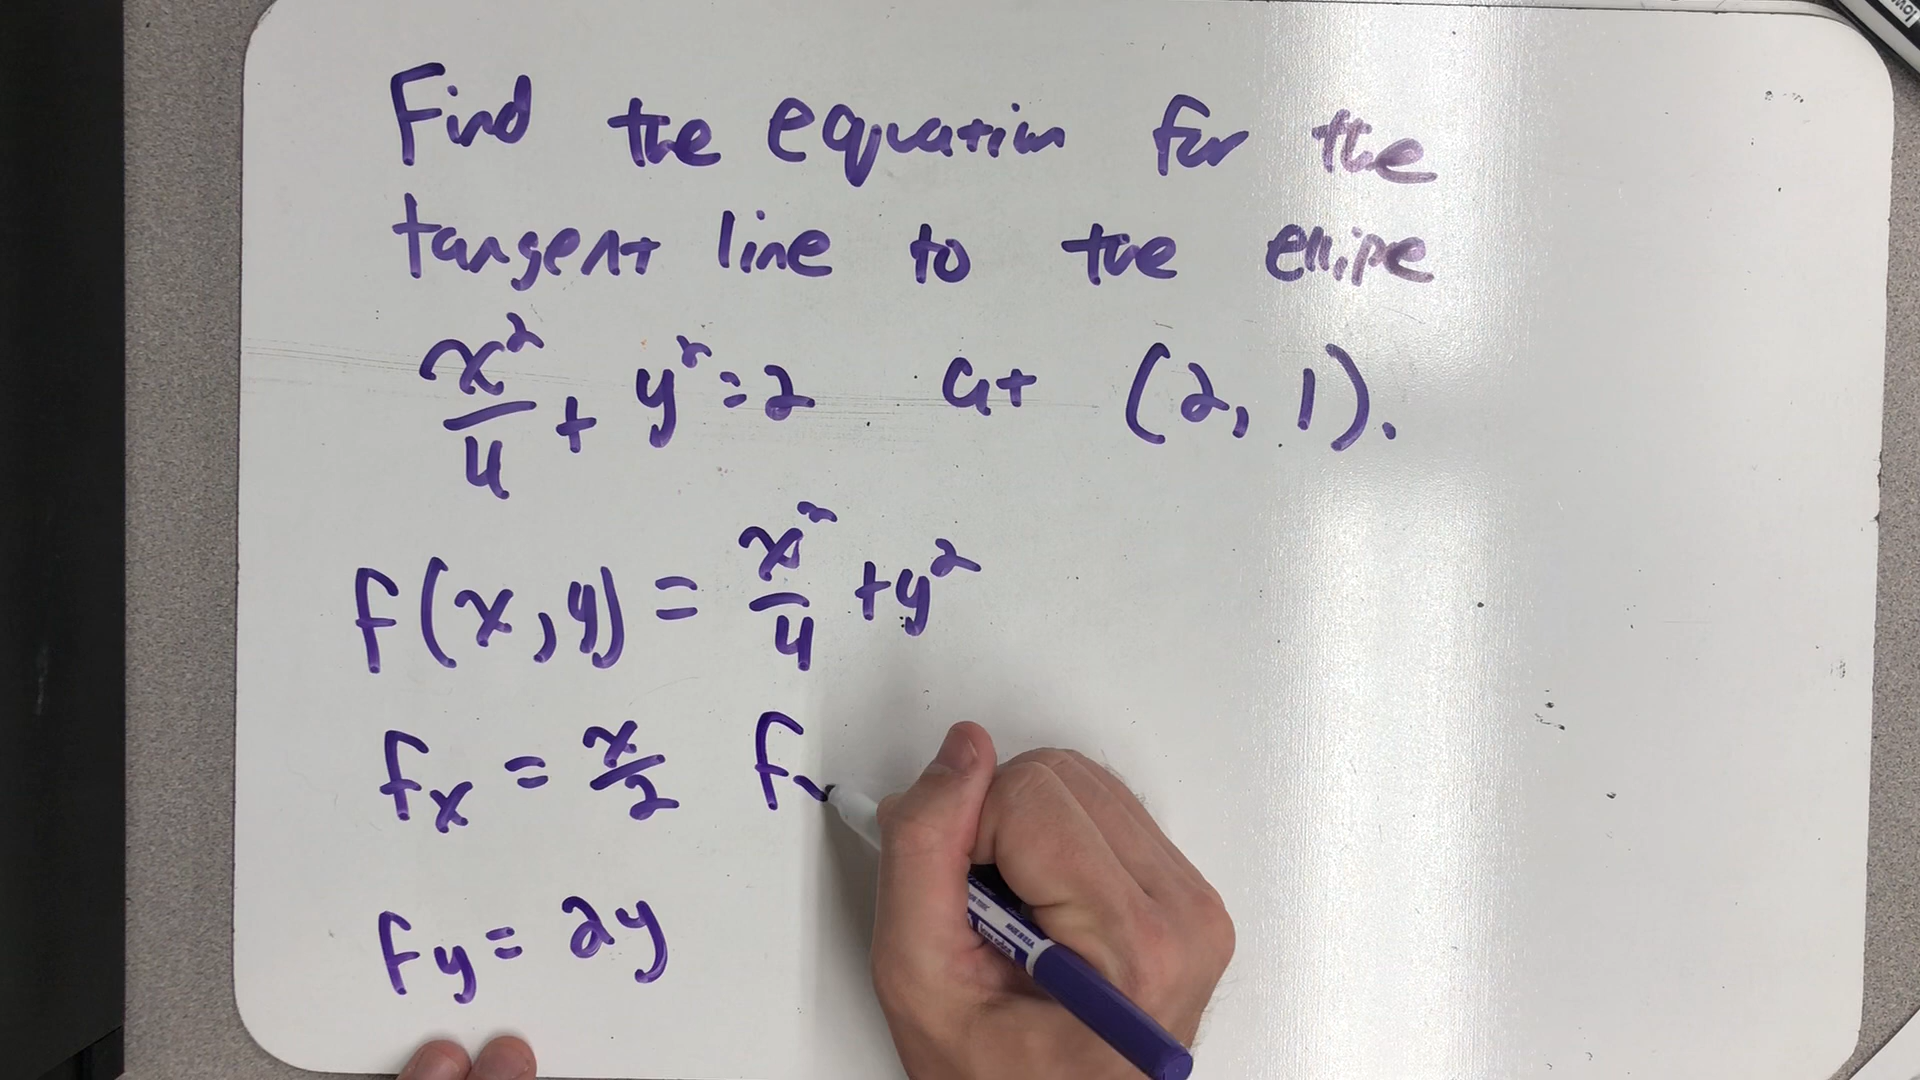 Find the equation for the
tangent line to the ellipe
x²/4 + y² = 2 at (2, 1).
f(x,y) = x²/4 + y²
fx = x/2 f
fy = 2y